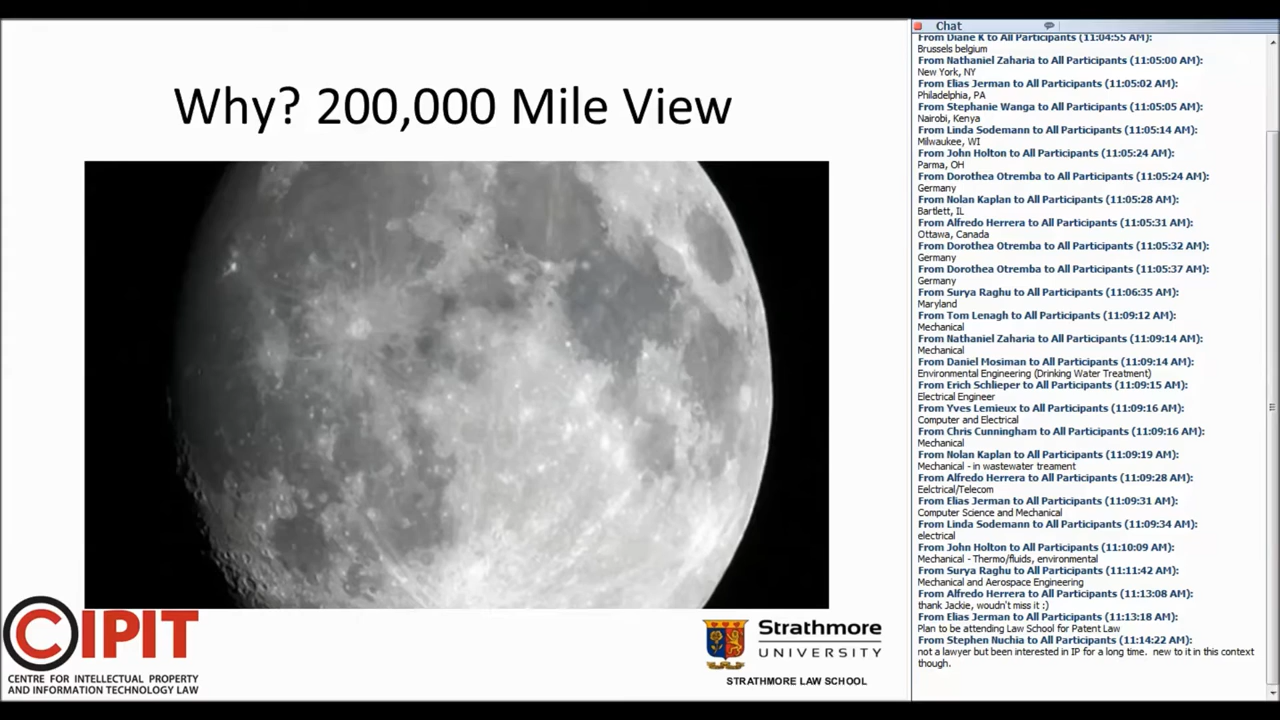 Why? 200,000 Mile View
CIPIT
CENTRE FOR INTELLECTUAL PROPERTY
AND INFORMATION TECHNOLOGY LAW
Strathmore
UNIVERSITY
STRATHMORE LAW SCHOOL
Chat
From Diane K to All Participants (11:04:55 AM):
Brussels belgium
From Nathaniel Zaharia to All Participants (11:05:00 AM):
New York, NY
From Elias Jerman to All Participants (11:05:02 AM):
Philadelphia, PA
From Stephanie Wanga to All Participants (11:05:05 AM):
Nairobi, Kenya
From Linda Sodemann to All Participants (11:05:14 AM):
Milwaukee, WI
From John Holton to All Participants (11:05:24 AM):
Parma, OH
From Dorothea Otremba to All Participants (11:05:24 AM):
Germany
From Nolan Kaplan to All Participants (11:05:28 AM):
Bartlett, IL
From Alfredo Herrera to All Participants (11:05:31 AM):
Ottawa, Canada
From Dorothea Otremba to All Participants (11:05:32 AM):
Germany
From Dorothea Otremba to All Participants (11:05:37 AM):
Germany
From Surya Raghu to All Participants (11:06:35 AM):
Maryland
From Tom Lenagh to All Participants (11:09:12 AM):
Mechanical
From Nathaniel Zaharia to All Participants (11:09:14 AM):
Mechanical
From Daniel Mosiman to All Participants (11:09:14 AM):
Environmental Engineering (Drinking Water Treatment)
From Erich Schlieper to All Participants (11:09:15 AM):
Electrical Engineer
From Yves Lemieux to All Participants (11:09:16 AM):
Computer and Electrical
From Chris Cunningham to All Participants (11:09:16 AM):
Mechanical
From Nolan Kaplan to All Participants (11:09:19 AM):
Mechanical - in wastewater treament
From Alfredo Herrera to All Participants (11:09:28 AM):
Eelctrical/Telecom
From Elias Jerman to All Participants (11:09:31 AM):
Computer Science and Mechanical
From Linda Sodemann to All Participants (11:09:34 AM):
electrical
From John Holton to All Participants (11:10:09 AM):
Mechanical - Thermo/fluids, environmental
From Surya Raghu to All Participants (11:11:42 AM):
Mechanical and Aerospace Engineering
From Alfredo Herrera to All Participants (11:13:08 AM):
thank Jackie, woudn't miss it :)
From Elias Jerman to All Participants (11:13:18 AM):
Plan to be attending Law School for Patent Law
From Stephen Nuchia to All Participants (11:14:22 AM):
not a lawyer but been interested in IP for a long time.  new to it in this context
though.